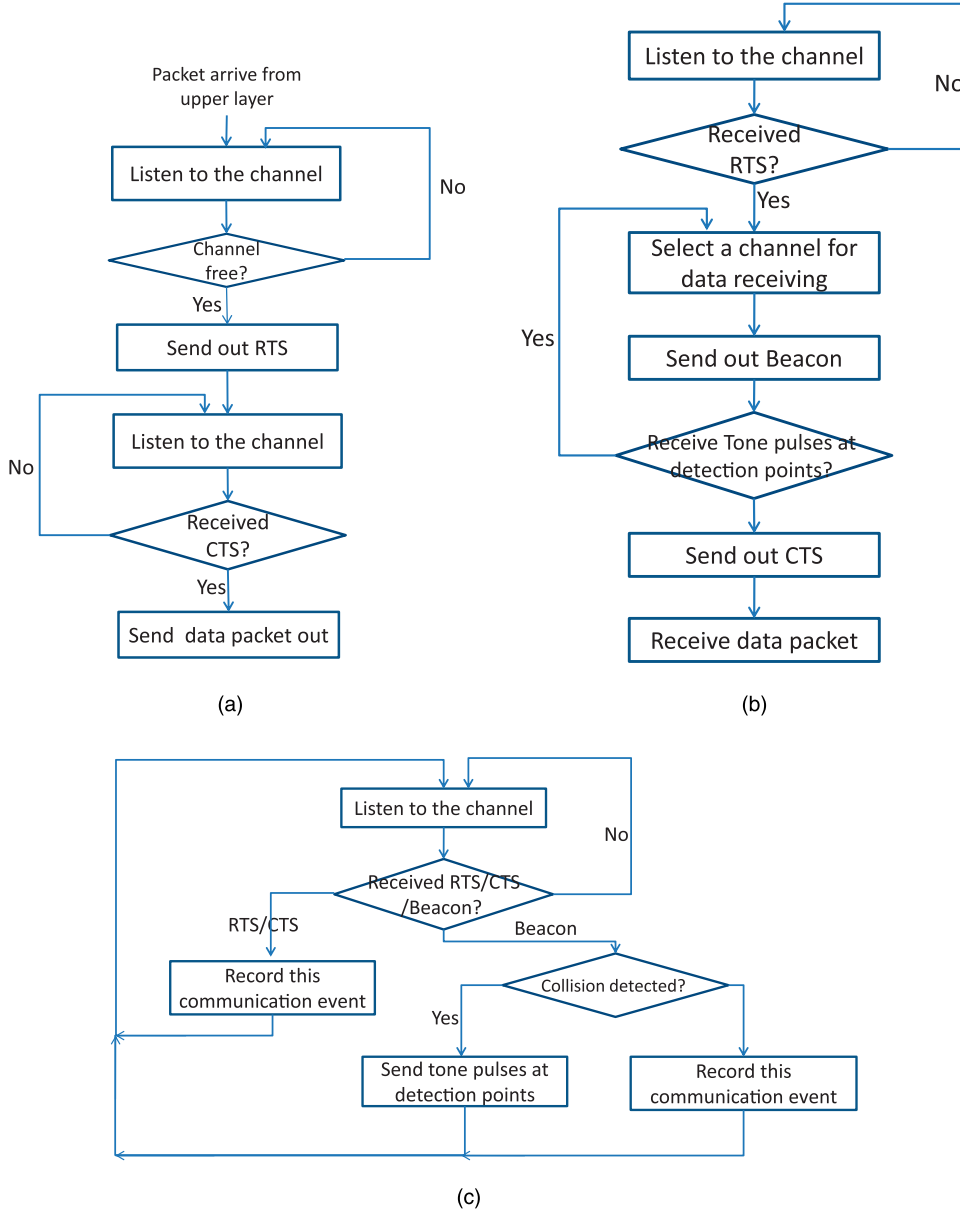 Packet arrive from
upper layer
Listen to the channel
No
Channel
free?
Yes
Send out RTS
Listen to the channel
No
Received
CTS?
Yes
Send data packet out
(a)
Listen to the channel
No
Received
RTS?
Yes
Select a channel for
data receiving
Yes
Send out Beacon
Receive Tone pulses at
detection points?
Send out CTS
Receive data packet
(b)
Listen to the channel
No
Received RTS/CTS
/Beacon?
RTS/CTS
Beacon
Record this
communication event
Collision detected?
Yes
Send tone pulses at
detection points
Record this
communication event
(c)